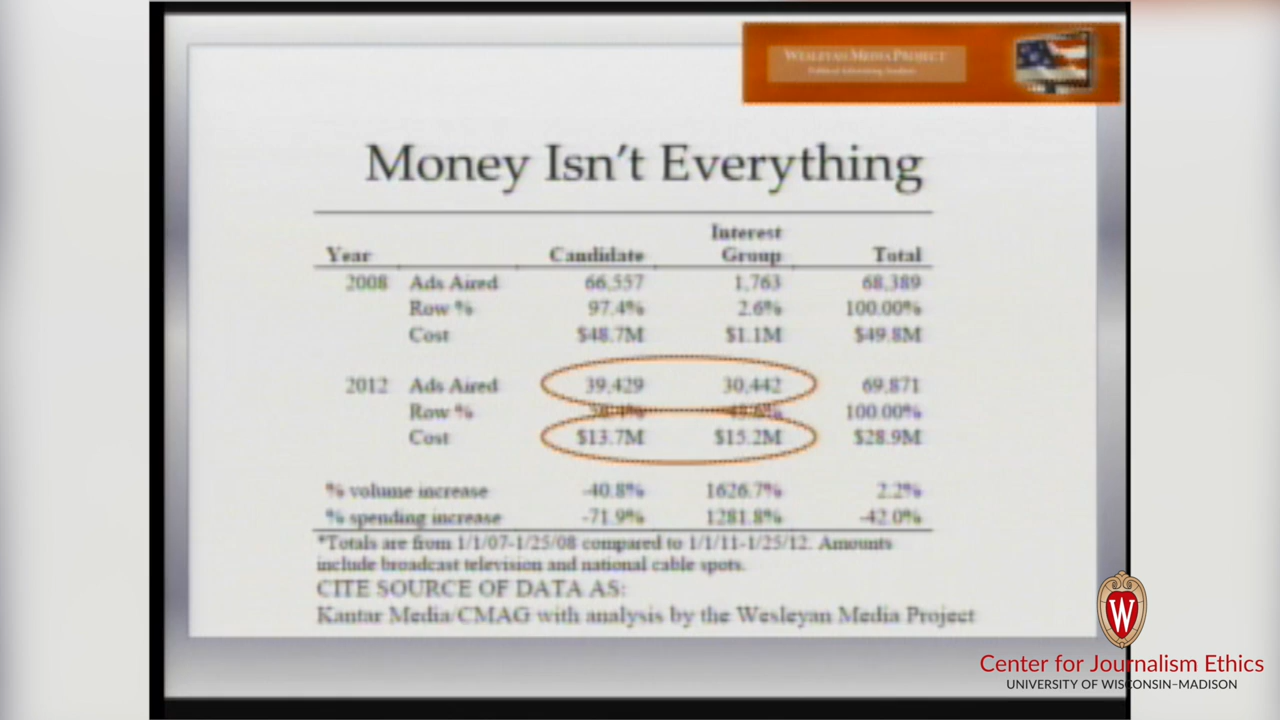 WESLEYAN MEDIA PROJECT
Political Advertising Analysis
Money Isn't Everything
Year Candidate Interest Group Total
2008 Ads Aired 66,557 1,763 68,389
Row % 97.4% 2.6% 100.00%
Cost $48.7M $1.1M $49.8M
2012 Ads Aired 39,429 30,442 69,871
Row % 100.00%
Cost $13.7M $15.2M $28.9M
% volume increase -40.8% 1626.7% 2.2%
% spending increase -71.9% 1281.8% -42.0%
*Totals are from 1/1/07-1/25/08 compared to 1/1/11-1/25/12. Amounts
include broadcast television and national cable spots.
CITE SOURCE OF DATA AS:
Kantar Media/CMAG with analysis by the Wesleyan Media Project
W
Center for Journalism Ethics
UNIVERSITY OF WISCONSIN–MADISON